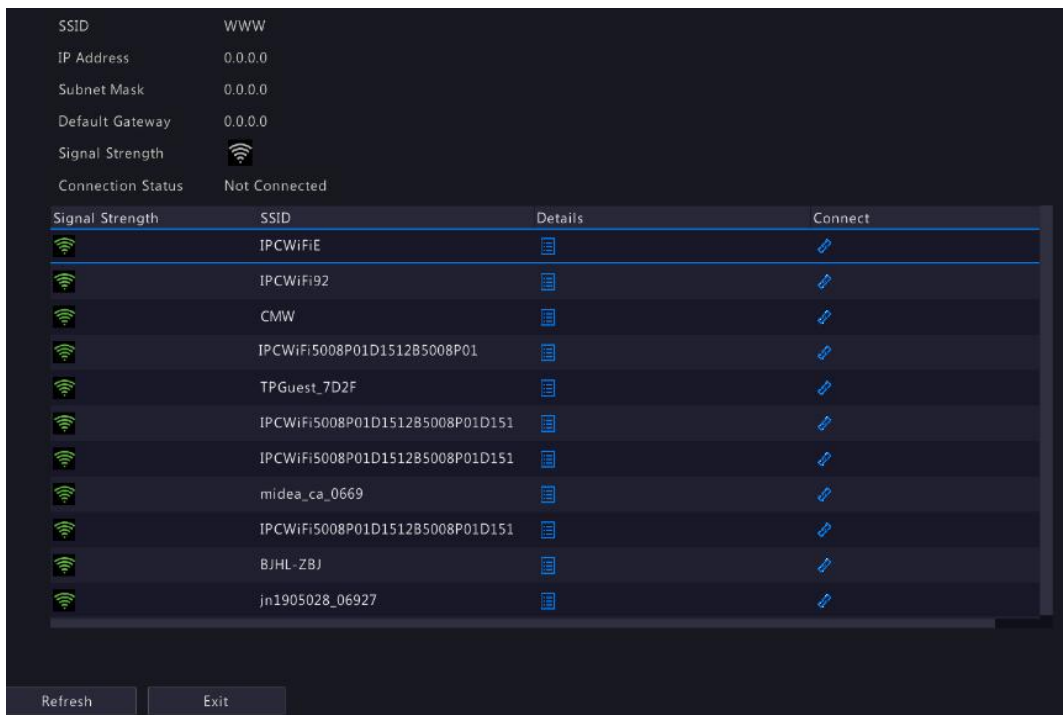 SSID WWW
IP Address 0.0.0.0
Subnet Mask 0.0.0.0
Default Gateway 0.0.0.0
Signal Strength
Connection Status Not Connected
Signal Strength SSID Details Connect
IPCWiFiE
IPCWiFi92
CMW
IPCWiFi5008P01D1512B5008P01
TPGuest_7D2F
IPCWiFi5008P01D1512B5008P01D151
IPCWiFi5008P01D1512B5008P01D151
midea_ca_0669
IPCWiFi5008P01D1512B5008P01D151
BJHL-ZBJ
jn1905028_06927
Refresh Exit